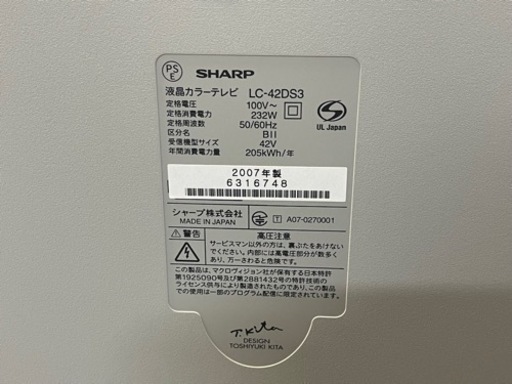 PS
E
SHARP
液晶カラーテレビ LC-42DS3
定格電圧 100V～
定格消費電力 232W
定格周波数 50/60Hz
区分名 BII
受信機型サイズ 42V
年間消費電力量 205kWh/年
UL Japan
2007年製
6316748
シャープ株式会社
MADE IN JAPAN
T A07-0270001
警告
高圧注意
サービスマン以外の方は、裏ぶたをあけない
でください。内部には高電圧部分が数多く
あり、万一さわると危険です。
この製品は、マクロヴィジョン社が保有する日本特許
第1925090号及び第2881432号の特許技術の
ライセンス供与により製造されました。この製品での
使用は一部のプログラム配信に限定されています。
T. Kita
DESIGN
TOSHIYUKI KITA